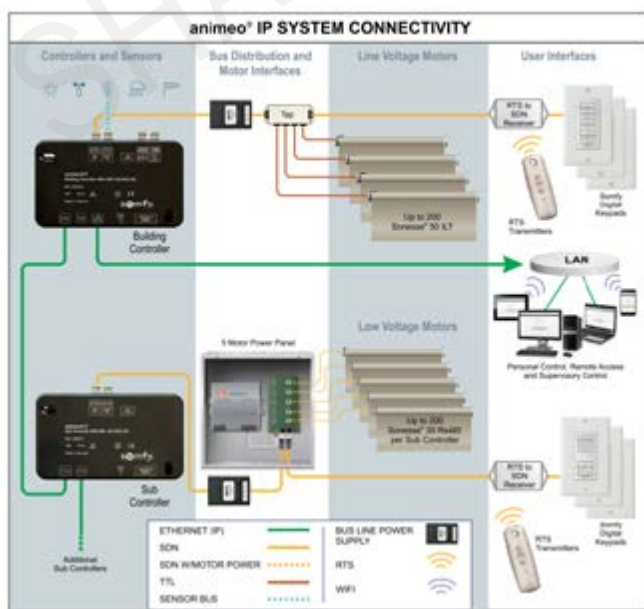 animeo® IP SYSTEM CONNECTIVITY
Controllers and Sensors
Bus Distribution and
Motor Interfaces
Line Voltage Motors
User Interfaces
Tap
RTS to
SDN
Receiver
Up to 200
Sonesse® 50 ILT
RTS
Transmitters
Somfy
Digital
Keypads
somfy
Building
Controller
LAN
Personal Control, Remote Access
and Supervisory Control
5 Motor Power Panel
Low Voltage Motors
Up to 200
Sonesse® 30 Rs485
per Sub Controller
somfy
Sub
Controller
RTS to
SDN
Receiver
RTS
Transmitters
Somfy
Digital
Keypads
Additional
Sub Controllers
ETHERNET (IP)
SDN
SDN W/MOTOR POWER
TTL
SENSOR BUS
BUS LINE POWER
SUPPLY
RTS
WIFI